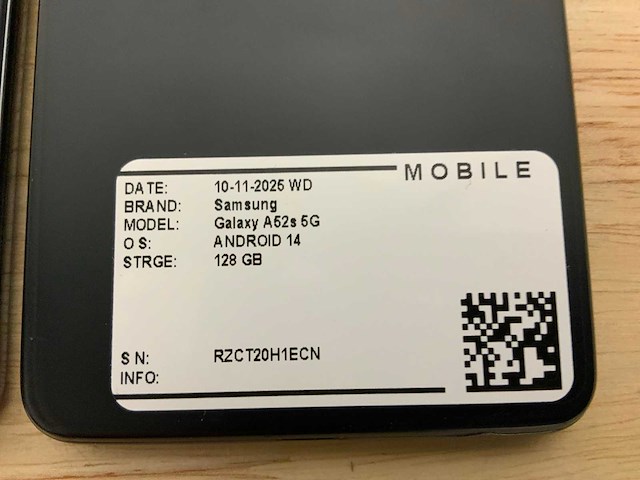 MOBILE
DATE: 10-11-2025 WD
BRAND: Samsung
MODEL: Galaxy A52s 5G
O S: ANDROID 14
STRGE: 128 GB
S N: RZCT20H1ECN
INFO: